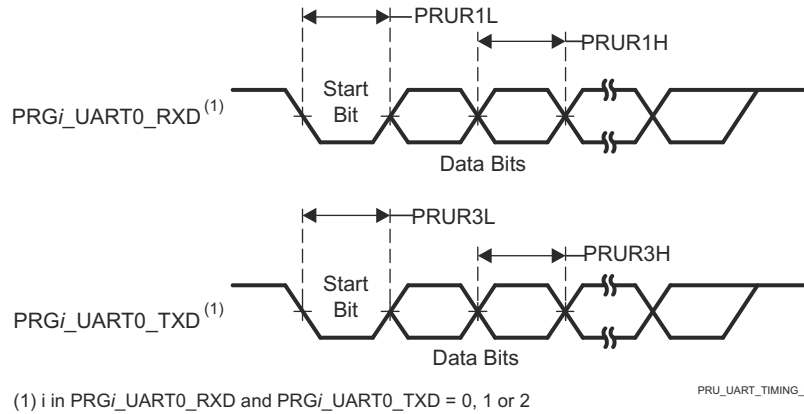 PRUR1L
PRUR1H
PRGi_UART0_RXD (1)
Start
Bit
Data Bits
PRUR3L
PRUR3H
PRGi_UART0_TXD (1)
Start
Bit
Data Bits
(1) i in PRGi_UART0_RXD and PRGi_UART0_TXD = 0, 1 or 2
PRU_UART_TIMING_